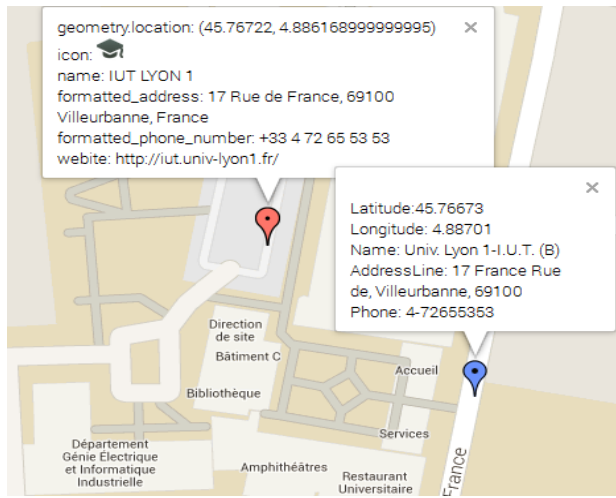 geometry.location: (45.76722, 4.886168999999995)
icon:
name: IUT LYON 1
formatted_address: 17 Rue de France, 69100
Villeurbanne, France
formatted_phone_number: +33 4 72 65 53 53
webite: http://iut.univ-lyon1.fr/
Latitude:45.76673
Longitude: 4.88701
Name: Univ. Lyon 1-I.U.T. (B)
AddressLine: 17 France Rue
de, Villeurbanne, 69100
Phone: 4-72655353
Direction
de site
Bâtiment C
Bibliothèque
Accueil
Services
Département
Génie Électrique
et Informatique
Industrielle
Amphithéâtres
Restaurant
Universitaire
France